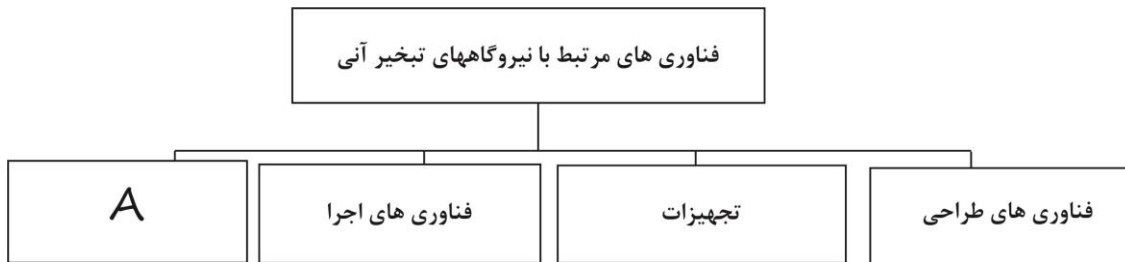 فناوری های مرتبط با نیروگاههای تبخیر آنی
فناوری های طراحی
تجهیزات
فناوری های اجرا
A